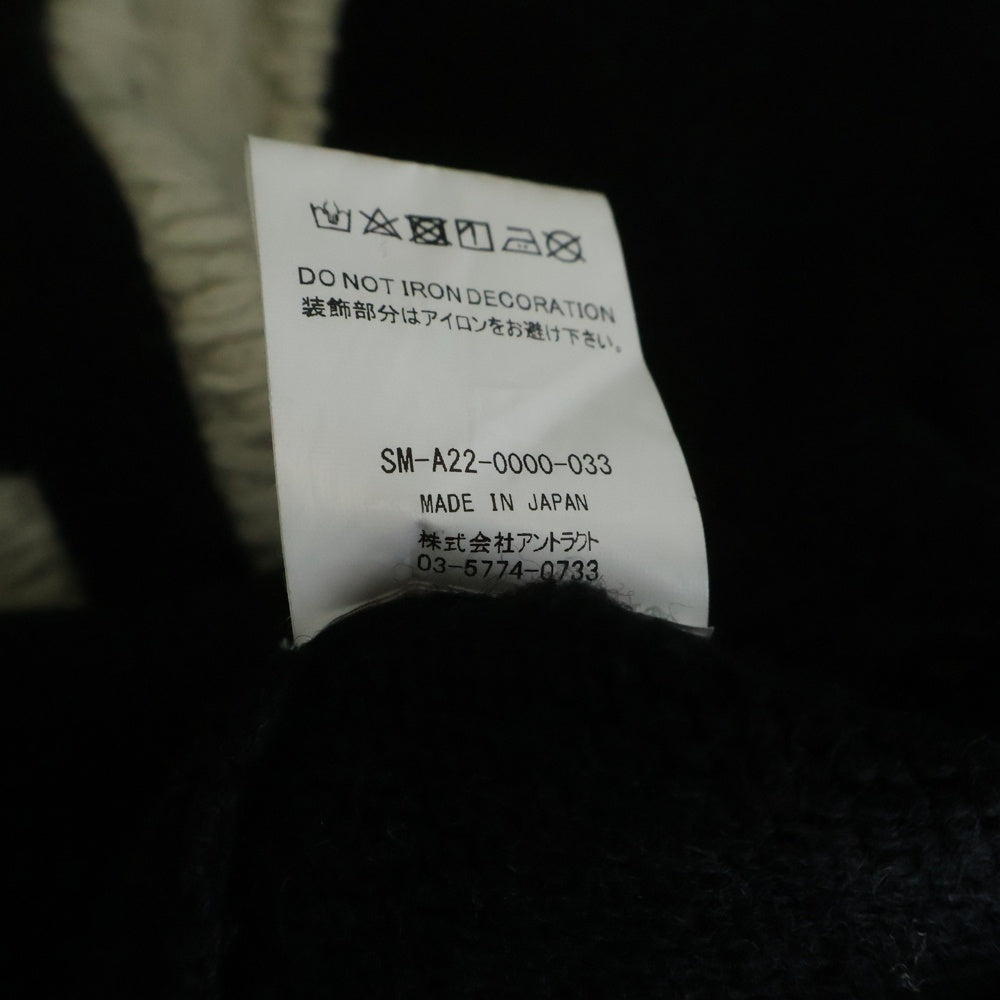 DO NOT IRON DECORATION
装飾部分はアイロンをお避け下さい。
SM-A22-0000-033
MADE IN JAPAN
株式会社アントラクト
03-5774-0733